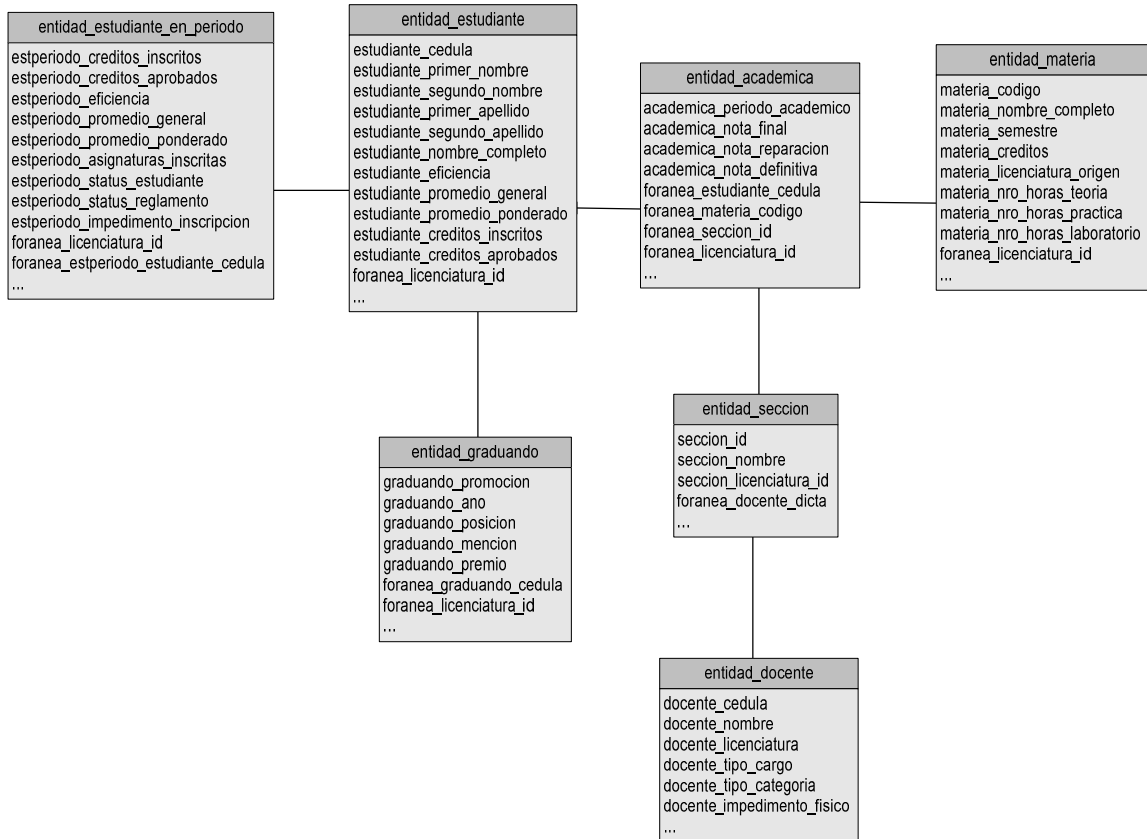 entidad_estudiante_en_periodo
estperiodo_creditos_inscritos
estperiodo_creditos_aprobados
estperiodo_eficiencia
estperiodo_promedio_general
estperiodo_promedio_ponderado
estperiodo_asignaturas_inscritas
estperiodo_status_estudiante
estperiodo_status_reglamento
estperiodo_impedimento_inscripcion
foranea_licenciatura_id
foranea_estperiodo_estudiante_cedula
...
entidad_estudiante
estudiante_cedula
estudiante_primer_nombre
estudiante_segundo_nombre
estudiante_primer_apellido
estudiante_segundo_apellido
estudiante_nombre_completo
estudiante_eficiencia
estudiante_promedio_general
estudiante_promedio_ponderado
estudiante_creditos_inscritos
estudiante_creditos_aprobados
foranea_licenciatura_id
...
entidad_academica
academica_periodo_academico
academica_nota_final
academica_nota_reparacion
academica_nota_definitiva
foranea_estudiante_cedula
foranea_materia_codigo
foranea_seccion_id
foranea_licenciatura_id
...
entidad_materia
materia_codigo
materia_nombre_completo
materia_semestre
materia_creditos
materia_licenciatura_origen
materia_nro_horas_teoria
materia_nro_horas_practica
materia_nro_horas_laboratorio
foranea_licenciatura_id
...
entidad_graduando
graduando_promocion
graduando_ano
graduando_posicion
graduando_mencion
graduando_premio
foranea_graduando_cedula
foranea_licenciatura_id
...
entidad_seccion
seccion_id
seccion_nombre
seccion_licenciatura_id
foranea_docente_dicta
...
entidad_docente
docente_cedula
docente_nombre
docente_licenciatura
docente_tipo_cargo
docente_tipo_categoria
docente_impedimento_fisico
...